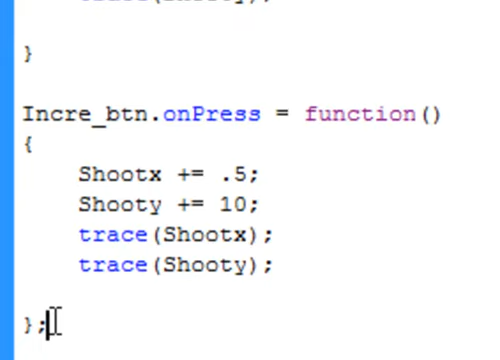 }
Incre_btn.onPress = function()
{
Shootx += .5;
Shooty += 10;
trace(Shootx);
trace(Shooty);
};